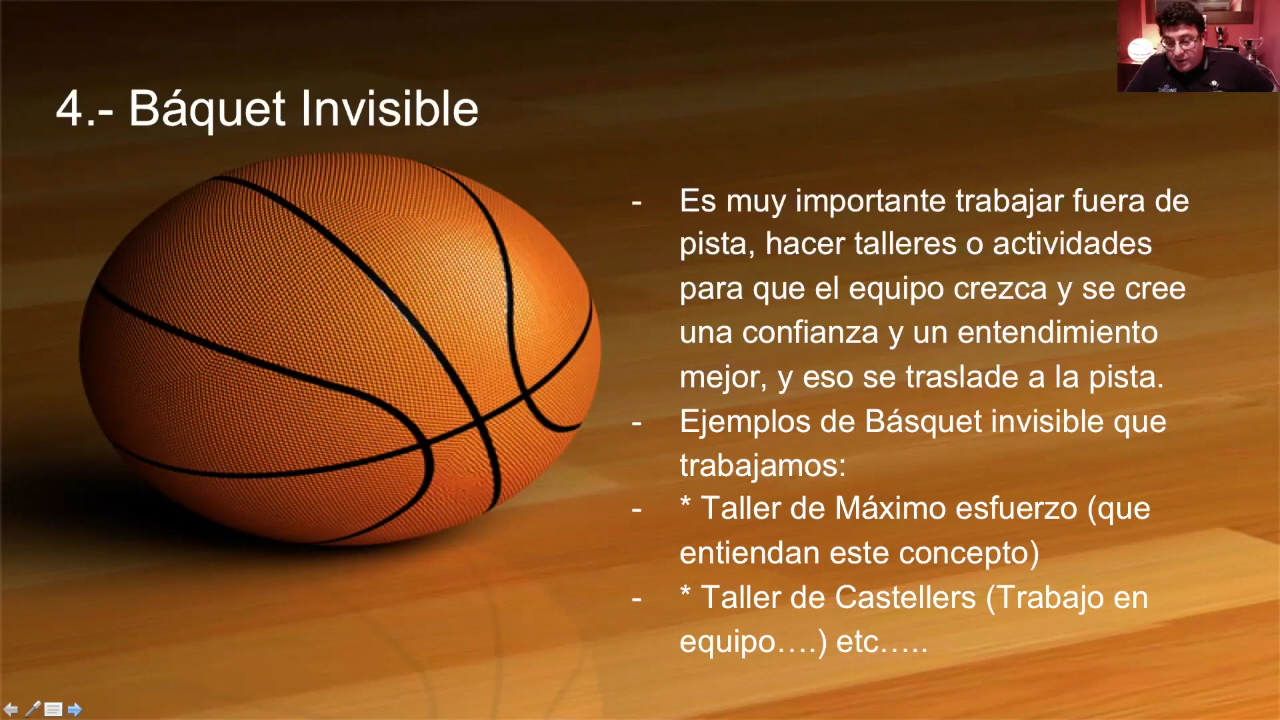 4.- Báquet Invisible
- Es muy importante trabajar fuera de
pista, hacer talleres o actividades
para que el equipo crezca y se cree
una confianza y un entendimiento
mejor, y eso se traslade a la pista.
- Ejemplos de Básquet invisible que
trabajamos:
- * Taller de Máximo esfuerzo (que
entiendan este concepto)
- * Taller de Castellers (Trabajo en
equipo….) etc…..